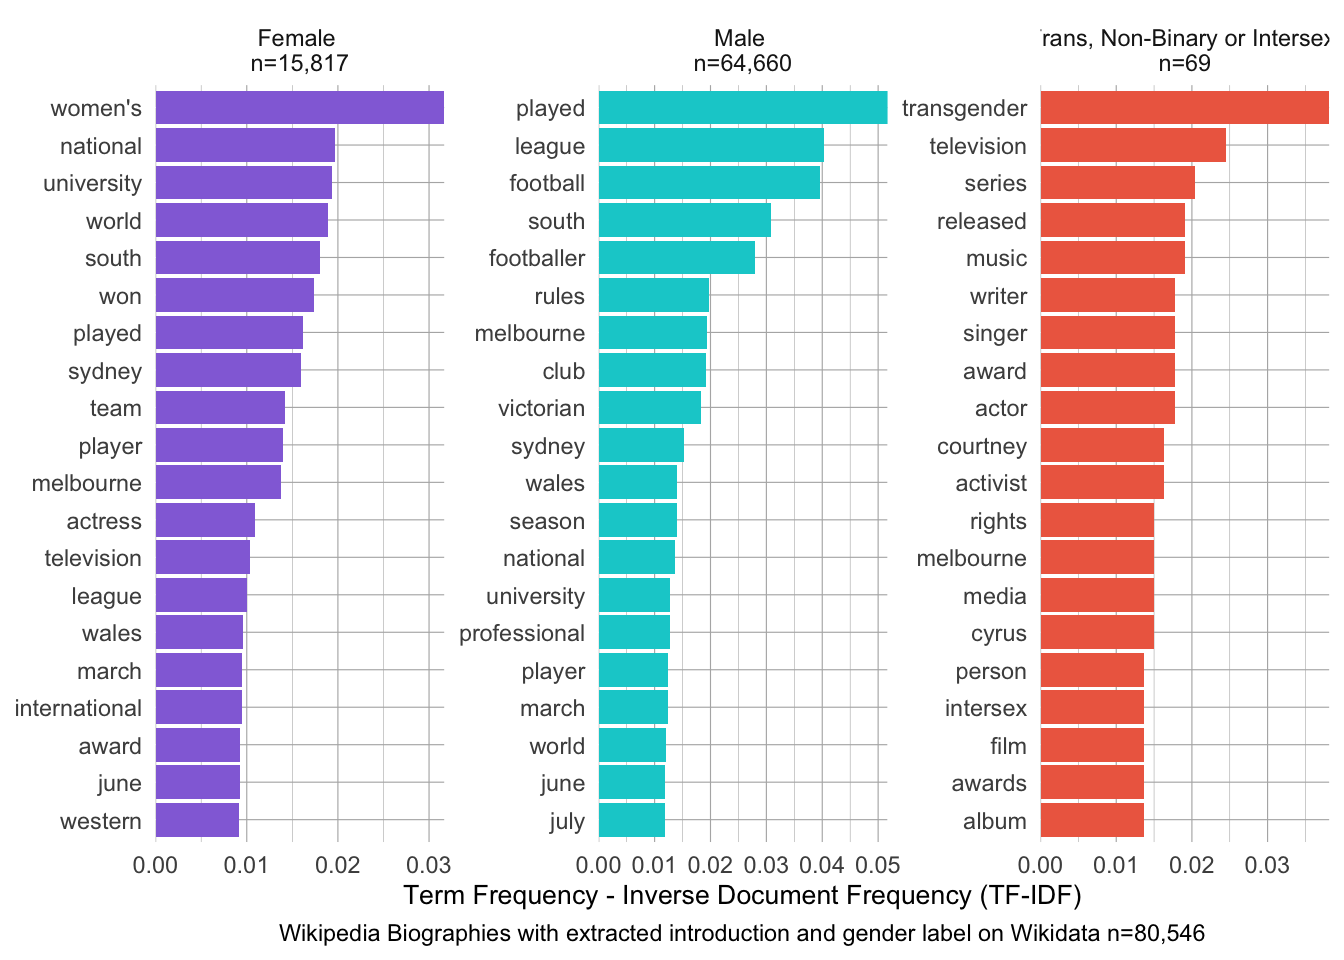 Female
n=15,817
women's
national
university
world
south
won
played
sydney
team
player
melbourne
actress
television
league
wales
march
international
award
june
western
0.00 0.01 0.02 0.03
Male
n=64,660
played
league
football
south
footballer
rules
melbourne
club
victorian
sydney
wales
season
national
university
professional
player
march
world
june
july
0.00 0.01 0.02 0.03 0.04 0.05
rans, Non-Binary or Intersex
n=69
transgender
television
series
released
music
writer
singer
award
actor
courtney
activist
rights
melbourne
media
cyrus
person
intersex
film
awards
album
0.00 0.01 0.02 0.03
Term Frequency - Inverse Document Frequency (TF-IDF)
Wikipedia Biographies with extracted introduction and gender label on Wikidata n=80,546